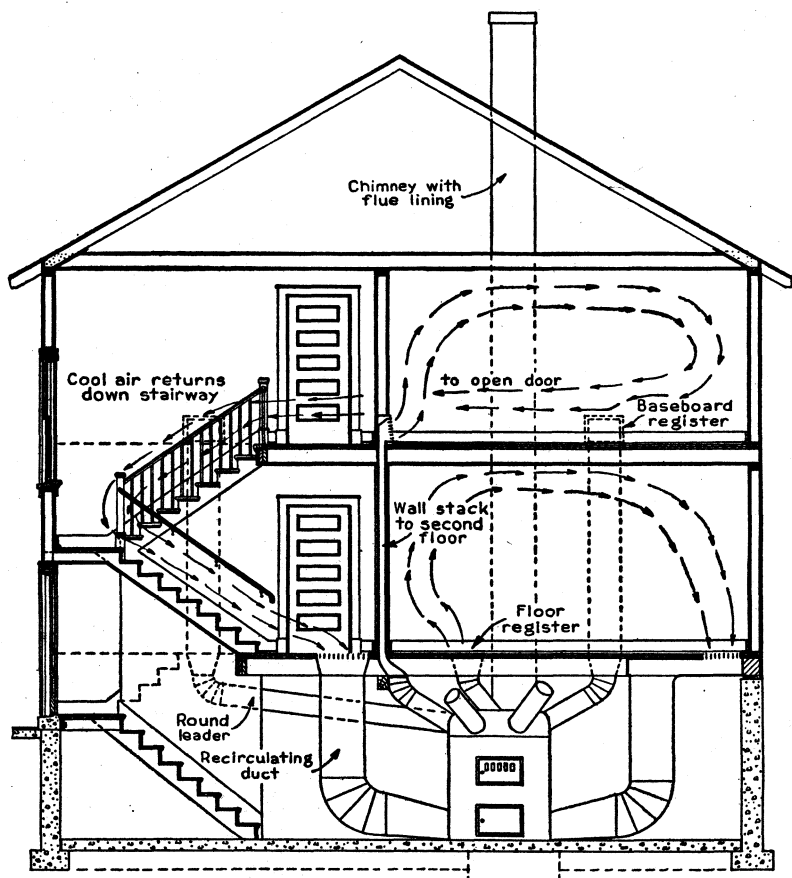 Chimney with
flue lining
Cool air returns
down stairway
to open door
Baseboard
register
Wall stack
to second
floor
Floor
register
Round
leader
Recirculating
duct